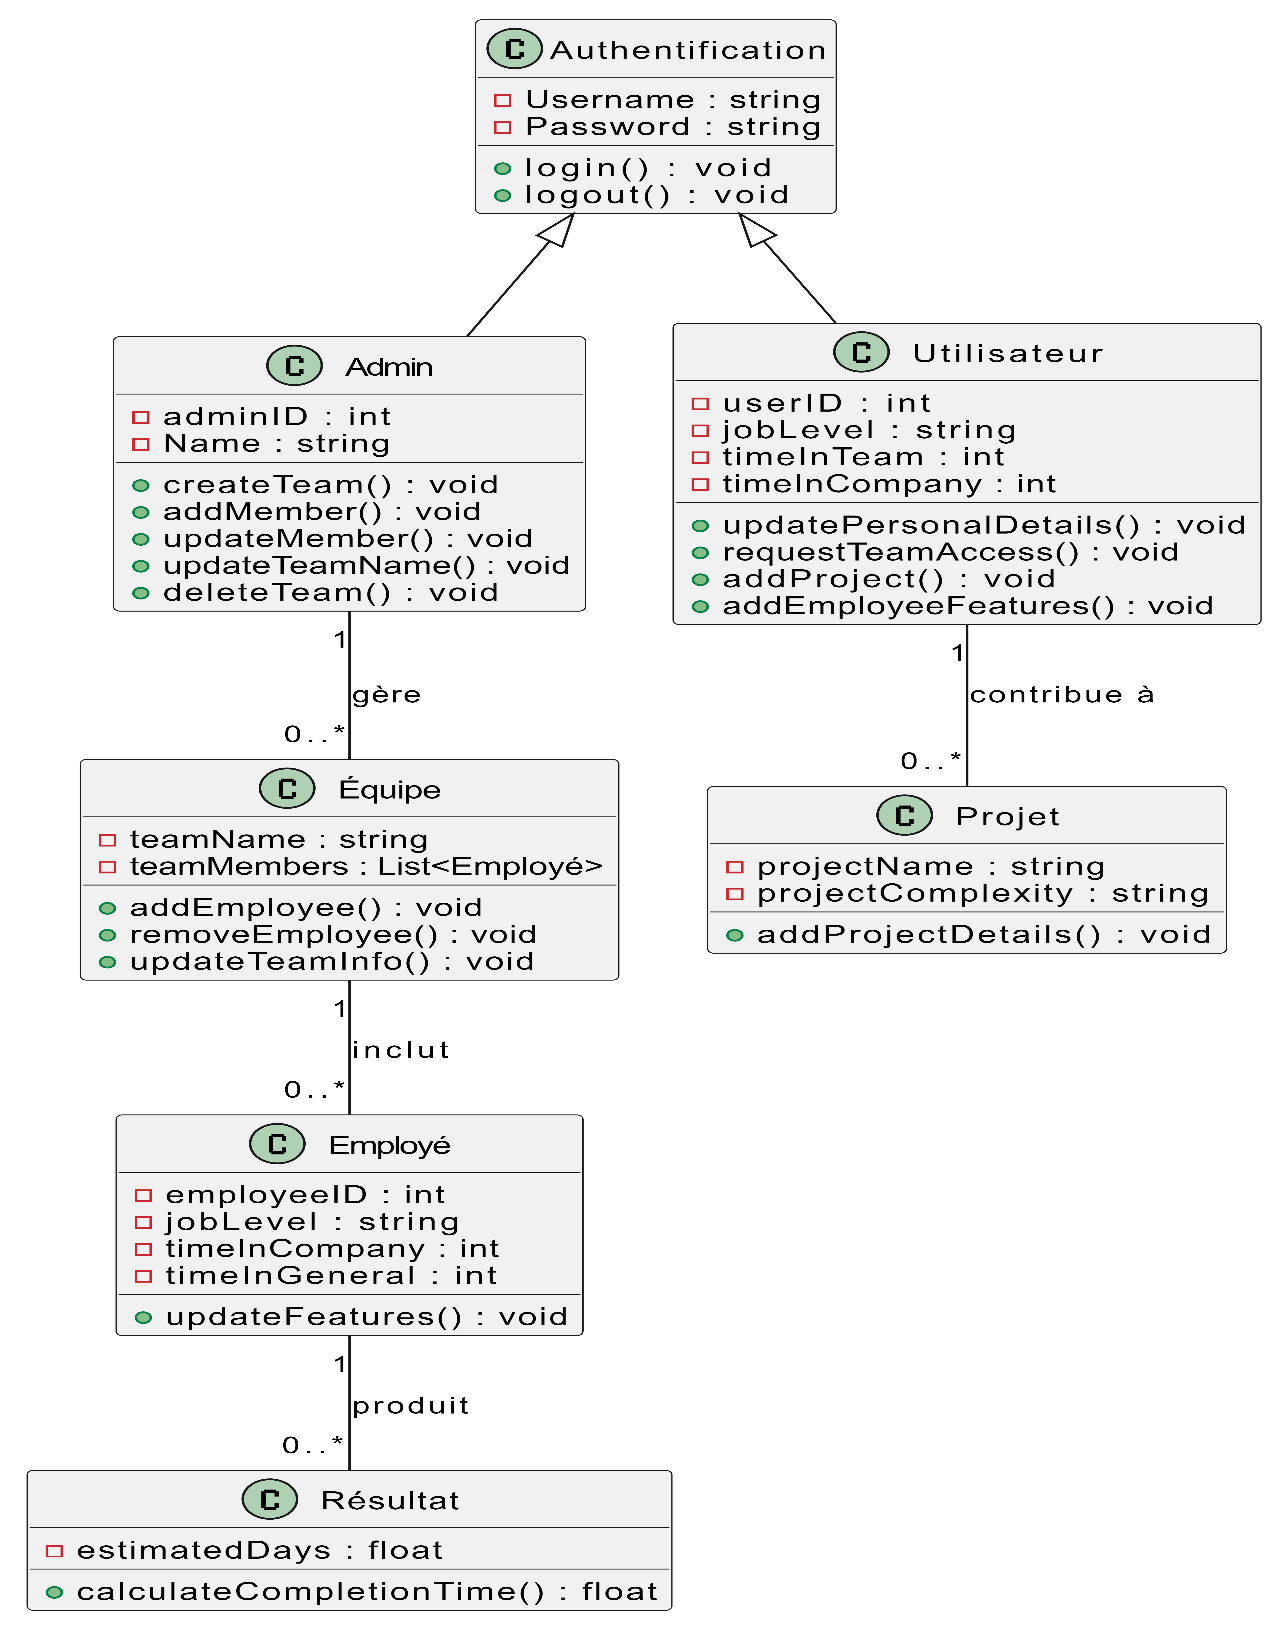 C Authentification
Username : string
Password : string
login() : void
logout() : void
C Admin
adminID : int
Name : string
createTeam() : void
addMember() : void
updateMember() : void
updateTeamName() : void
deleteTeam() : void
C Utilisateur
userID : int
jobLevel : string
timeInTeam : int
timeInCompany : int
updatePersonalDetails() : void
requestTeamAccess() : void
addProject() : void
addEmployeeFeatures() : void
1
gère
0..*
1
contribue à
0..*
C Équipe
teamName : string
teamMembers : List<Employé>
addEmployee() : void
removeEmployee() : void
updateTeamInfo() : void
C Projet
projectName : string
projectComplexity : string
addProjectDetails() : void
1
inclut
0..*
C Employé
employeeID : int
jobLevel : string
timeInCompany : int
timeInGeneral : int
updateFeatures() : void
1
produit
0..*
C Résultat
estimatedDays : float
calculateCompletionTime() : float